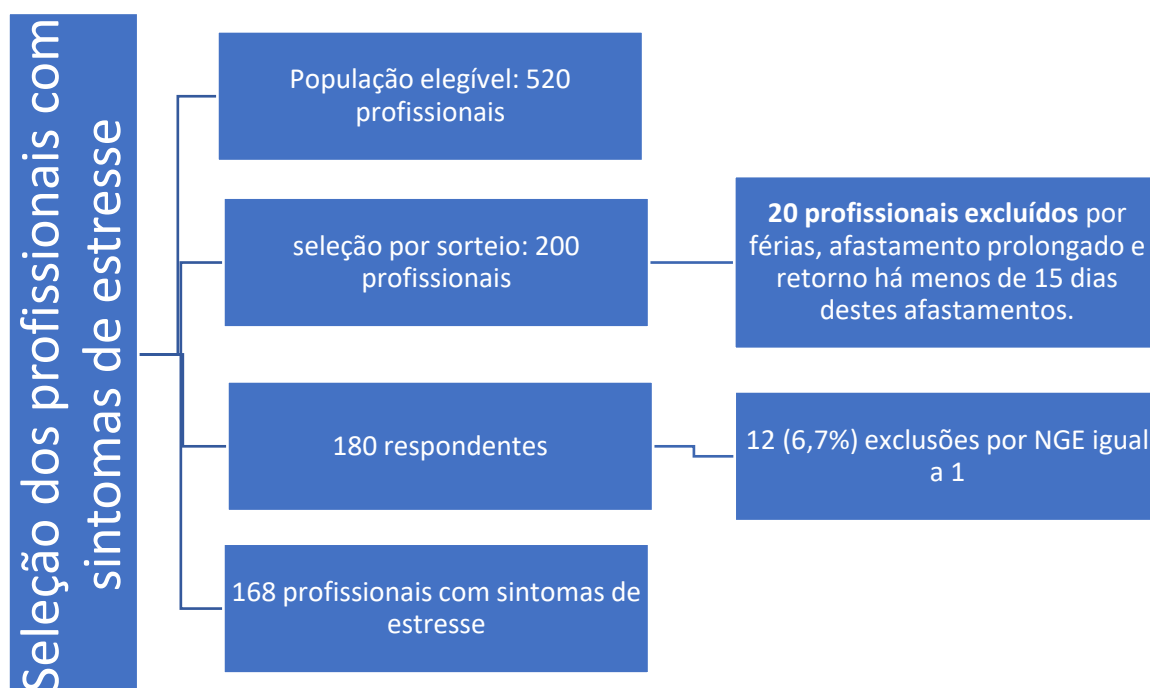 Seleção dos profissionais com
sintomas de estresse
População elegível: 520
profissionais
seleção por sorteio: 200
profissionais
20 profissionais excluídos por
férias, afastamento prolongado e
retorno há menos de 15 dias
destes afastamentos.
180 respondentes
12 (6,7%) exclusões por NGE igual
a 1
168 profissionais com sintomas de
estresse